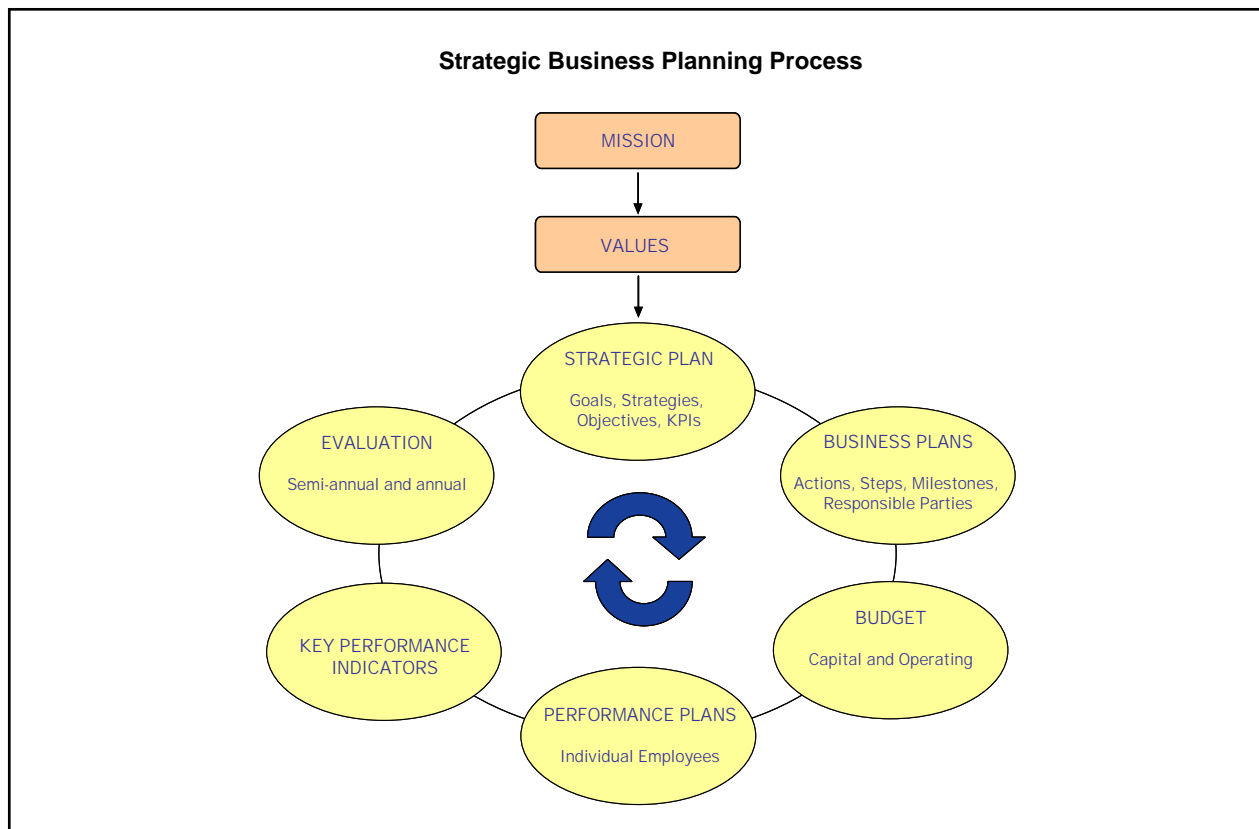 Strategic Business Planning Process
MISSION
VALUES
STRATEGIC PLAN
Goals, Strategies,
Objectives, KPIs
BUSINESS PLANS
Actions, Steps, Milestones,
Responsible Parties
BUDGET
Capital and Operating
PERFORMANCE PLANS
Individual Employees
KEY PERFORMANCE
INDICATORS
EVALUATION
Semi-annual and annual